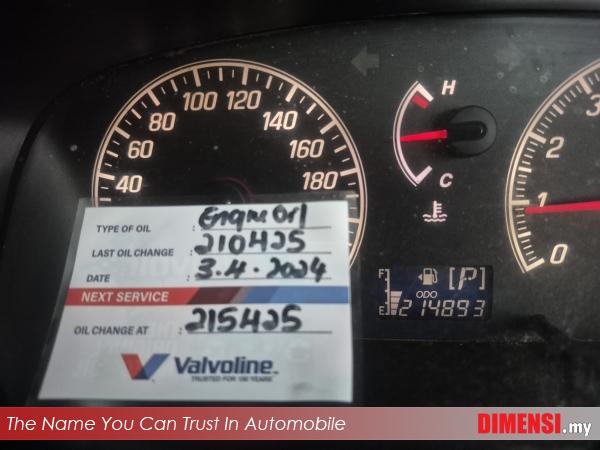 100 120
80 140
60 160
40 180
H
C
3
2
1
0
F
E
[P]
ODO
214893
TYPE OF OIL : Engine Oil
LAST OIL CHANGE : 210425
DATE : 3.4.2024
NEXT SERVICE
OIL CHANGE AT : 215425
Valvoline
TRUSTED FOR 150 YEARS
The Name You Can Trust In Automobile
DIMENSI.my